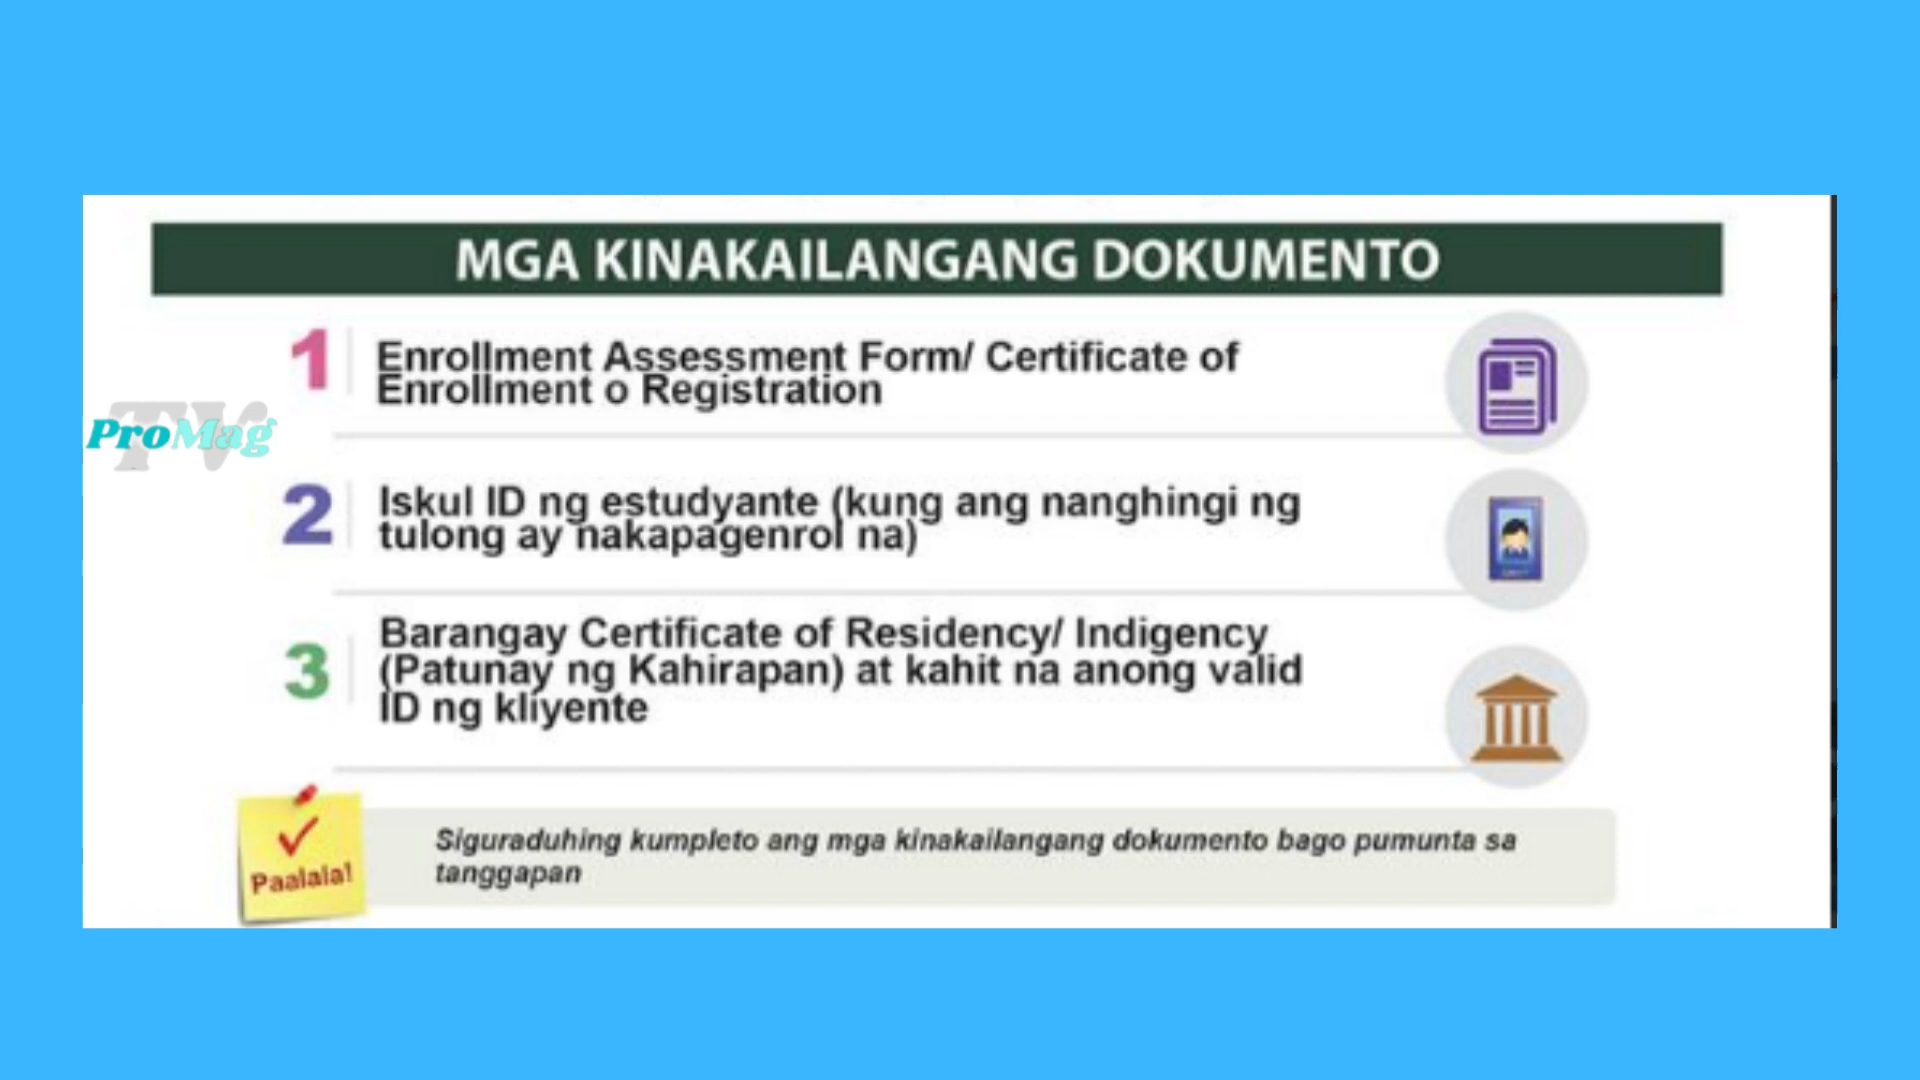 MGA KINAKAILANGANG DOKUMENTO
1 Enrollment Assessment Form/ Certificate of
Enrollment o Registration
ProMag
TV
2 Iskul ID ng estudyante (kung ang nanghingi ng
tulong ay nakapagenrol na)
3 Barangay Certificate of Residency/ Indigency
(Patunay ng Kahirapan) at kahit na anong valid
ID ng kliyente
Paalala!
Siguraduhing kumpleto ang mga kinakailangang dokumento bago pumunta sa
tanggapan